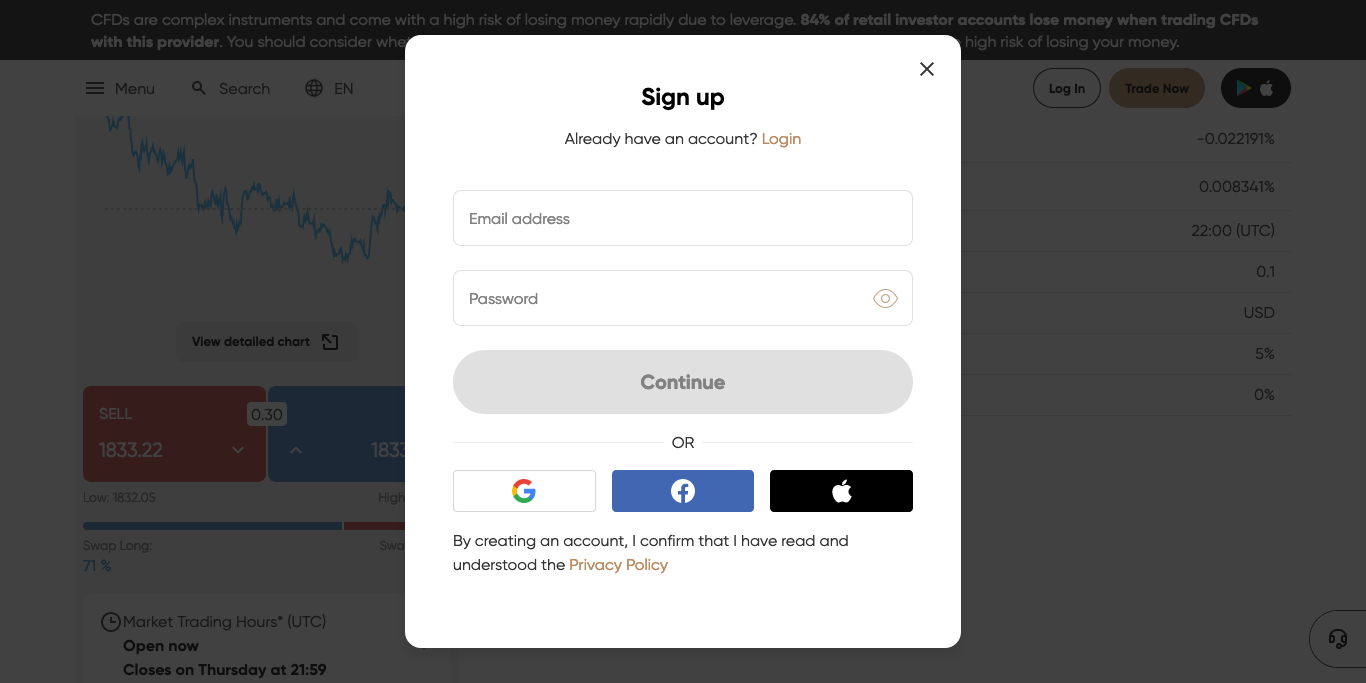 CFDs are complex instruments and come with a high risk of losing money rapidly due to leverage. 84% of retail investor accounts lose money when trading CFDs
with this provider. You should consider high risk of losing your money.
Menu
Search
EN
Log In
Trade Now
Sign up
Already have an account? Login
Email address
Password
Continue
OR
By creating an account, I confirm that I have read and
understood the Privacy Policy
-0.022191%
0.008341%
22:00 (UTC)
0.1
USD
5%
0%
View detailed chart
SELL
0.30
1833.22
1833
Low: 1832.05
High
Swap Long:
71 %
Market Trading Hours* (UTC)
Open now
Closes on Thursday at 21:59